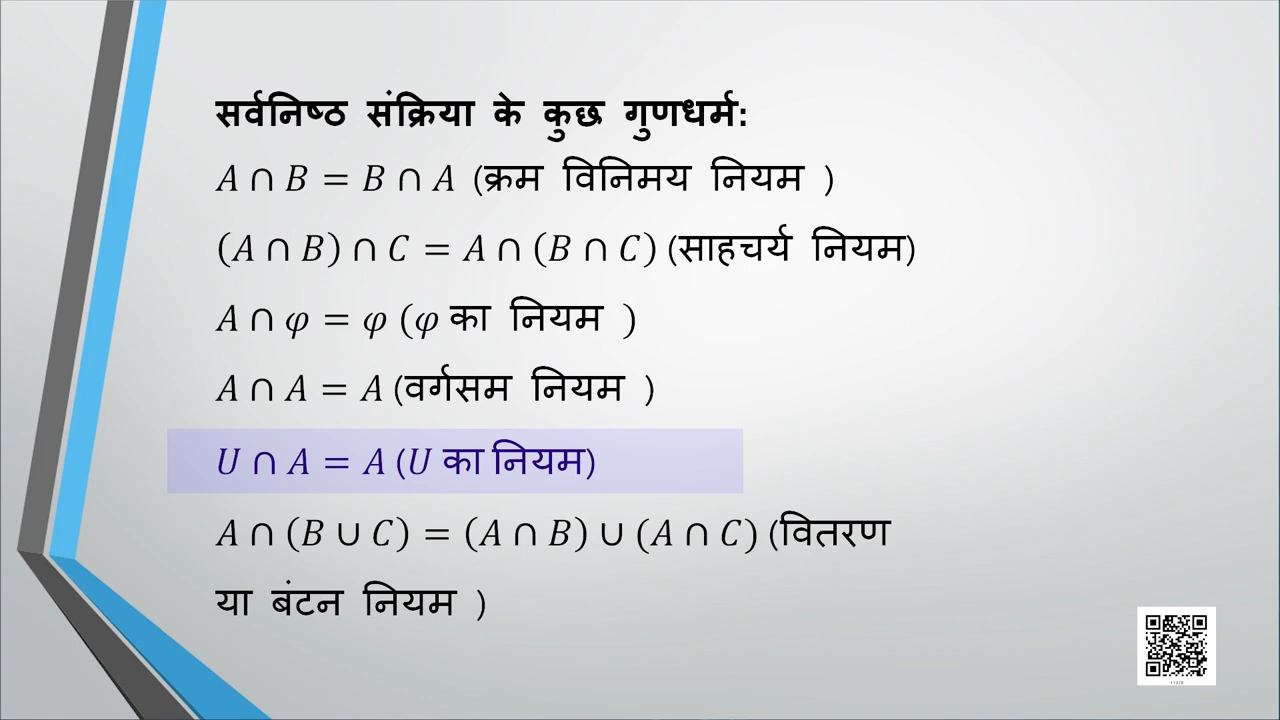 सर्वनिष्ठ संक्रिया के कुछ गुणधर्म:
A ∩ B = B ∩ A (क्रम विनिमय नियम )
(A ∩ B) ∩ C = A ∩ (B ∩ C) (साहचर्य नियम)
A ∩ φ = φ (φ का नियम )
A ∩ A = A (वर्गसम नियम )
U ∩ A = A (U का नियम)
A ∩ (B ∪ C) = (A ∩ B) ∪ (A ∩ C) (वितरण
या बंटन नियम )